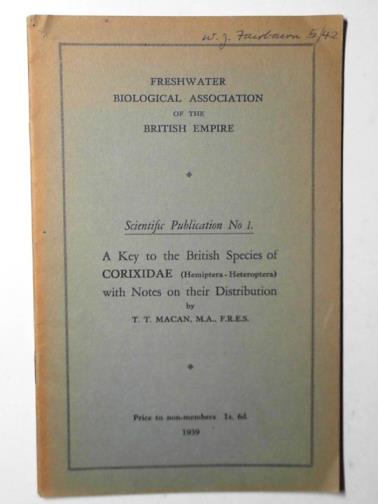 W. J. Fairbairn 5/42
FRESHWATER
BIOLOGICAL ASSOCIATION
OF THE
BRITISH EMPIRE
Scientific Publication No 1.
A Key to the British Species of
CORIXIDAE (Hemiptera-Heteroptera)
with Notes on their Distribution
by
T. T. MACAN, M.A., F.R.E.S.
Price to non-members 1s. 6d.
1939